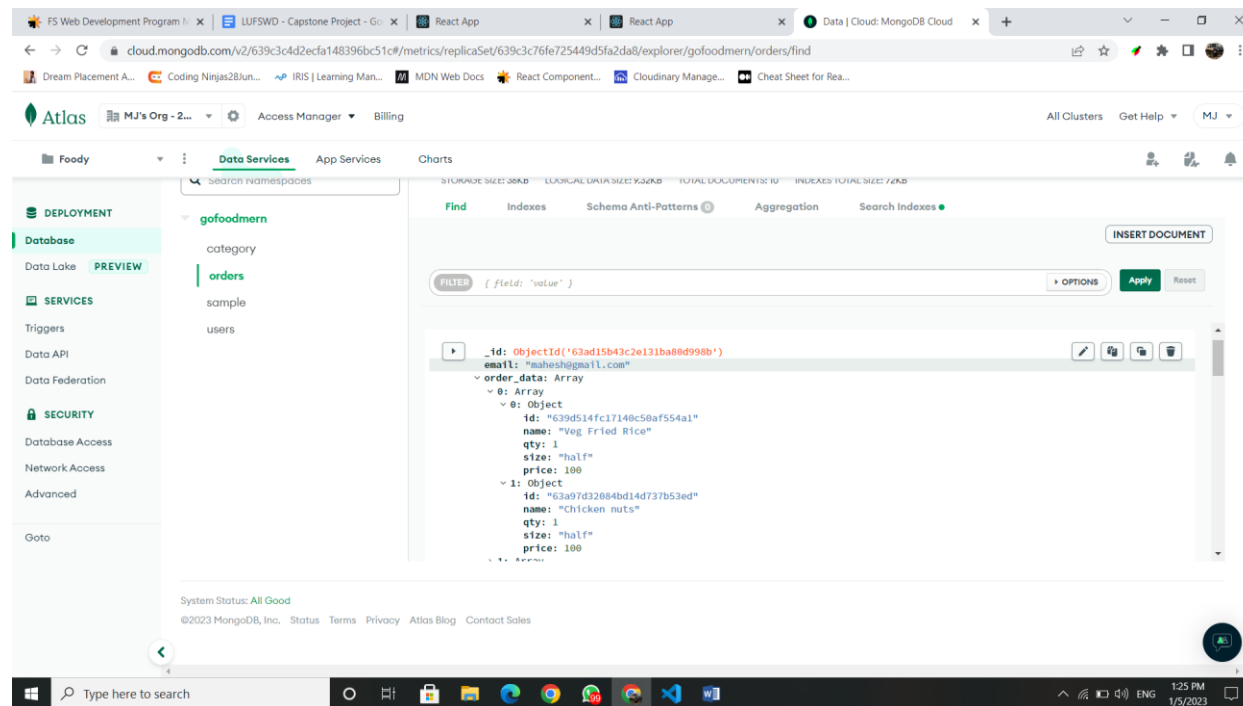 FS Web Development Program M
LUFSWD - Capstone Project - Go
React App
React App
Data | Cloud: MongoDB Cloud
cloud.mongodb.com/v2/639c3c4d2ecfa148396bc51c#/metrics/replicaSet/639c3c76fe725449d5fa2da8/explorer/gofoodmern/orders/find
Dream Placement A... Coding Ninjas28Jun... IRIS | Learning Man... MDN Web Docs React Component... Cloudinary Manage... Cheat Sheet for Rea...
Atlas MJ's Org - 2... Access Manager Billing All Clusters Get Help MJ
Foody Data Services App Services Charts
DEPLOYMENT
Database
Data Lake PREVIEW
SERVICES
Triggers
Data API
Data Federation
SECURITY
Database Access
Network Access
Advanced
Goto
Search Namespaces
gofoodmern
category
orders
sample
users
STORAGE SIZE: 36KB LOGICAL DATA SIZE: 9.32KB TOTAL DOCUMENTS: 10 INDEXES TOTAL SIZE: 72KB
Find Indexes Schema Anti-Patterns 0 Aggregation Search Indexes
INSERT DOCUMENT
FILTER { field: 'value' } OPTIONS Apply Reset
_id: ObjectId('63ad15b43c2e131ba80d998b')
email: "mahesh@gmail.com"
order_data: Array
0: Array
0: Object
id: "639d514fc17140c50af554a1"
name: "Veg Fried Rice"
qty: 1
size: "half"
price: 100
1: Object
id: "63a97d32084bd14d737b53ed"
name: "Chicken nuts"
qty: 1
size: "half"
price: 100
1: Array
System Status: All Good
©2023 MongoDB, Inc. Status Terms Privacy Atlas Blog Contact Sales
Type here to search
99
ENG
1:25 PM
1/5/2023